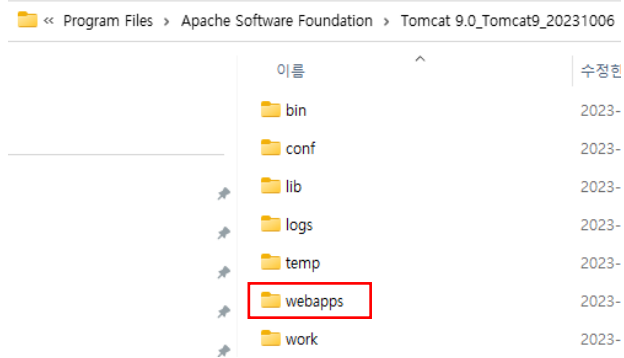 « Program Files > Apache Software Foundation > Tomcat 9.0_Tomcat9_20231006
이름 수정한
bin 2023-
conf 2023-
lib 2023-
logs 2023-
temp 2023-
webapps 2023-
work 2023-